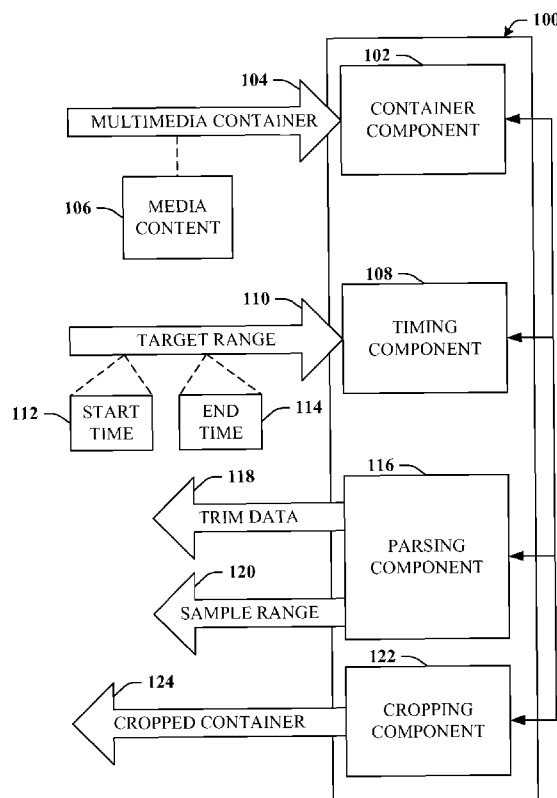 100
102
CONTAINER
COMPONENT
104
MULTIMEDIA CONTAINER
106
MEDIA
CONTENT
108
TIMING
COMPONENT
110
TARGET RANGE
112
START
TIME
END
TIME
114
116
PARSING
COMPONENT
118
TRIM DATA
120
SAMPLE RANGE
122
CROPPING
COMPONENT
124
CROPPED CONTAINER